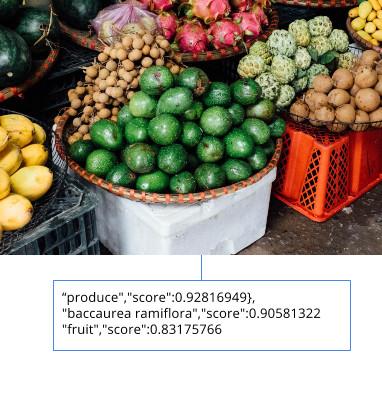 “produce","score":0.92816949},
"baccaurea ramiflora","score":0.90581322
"fruit","score":0.83175766